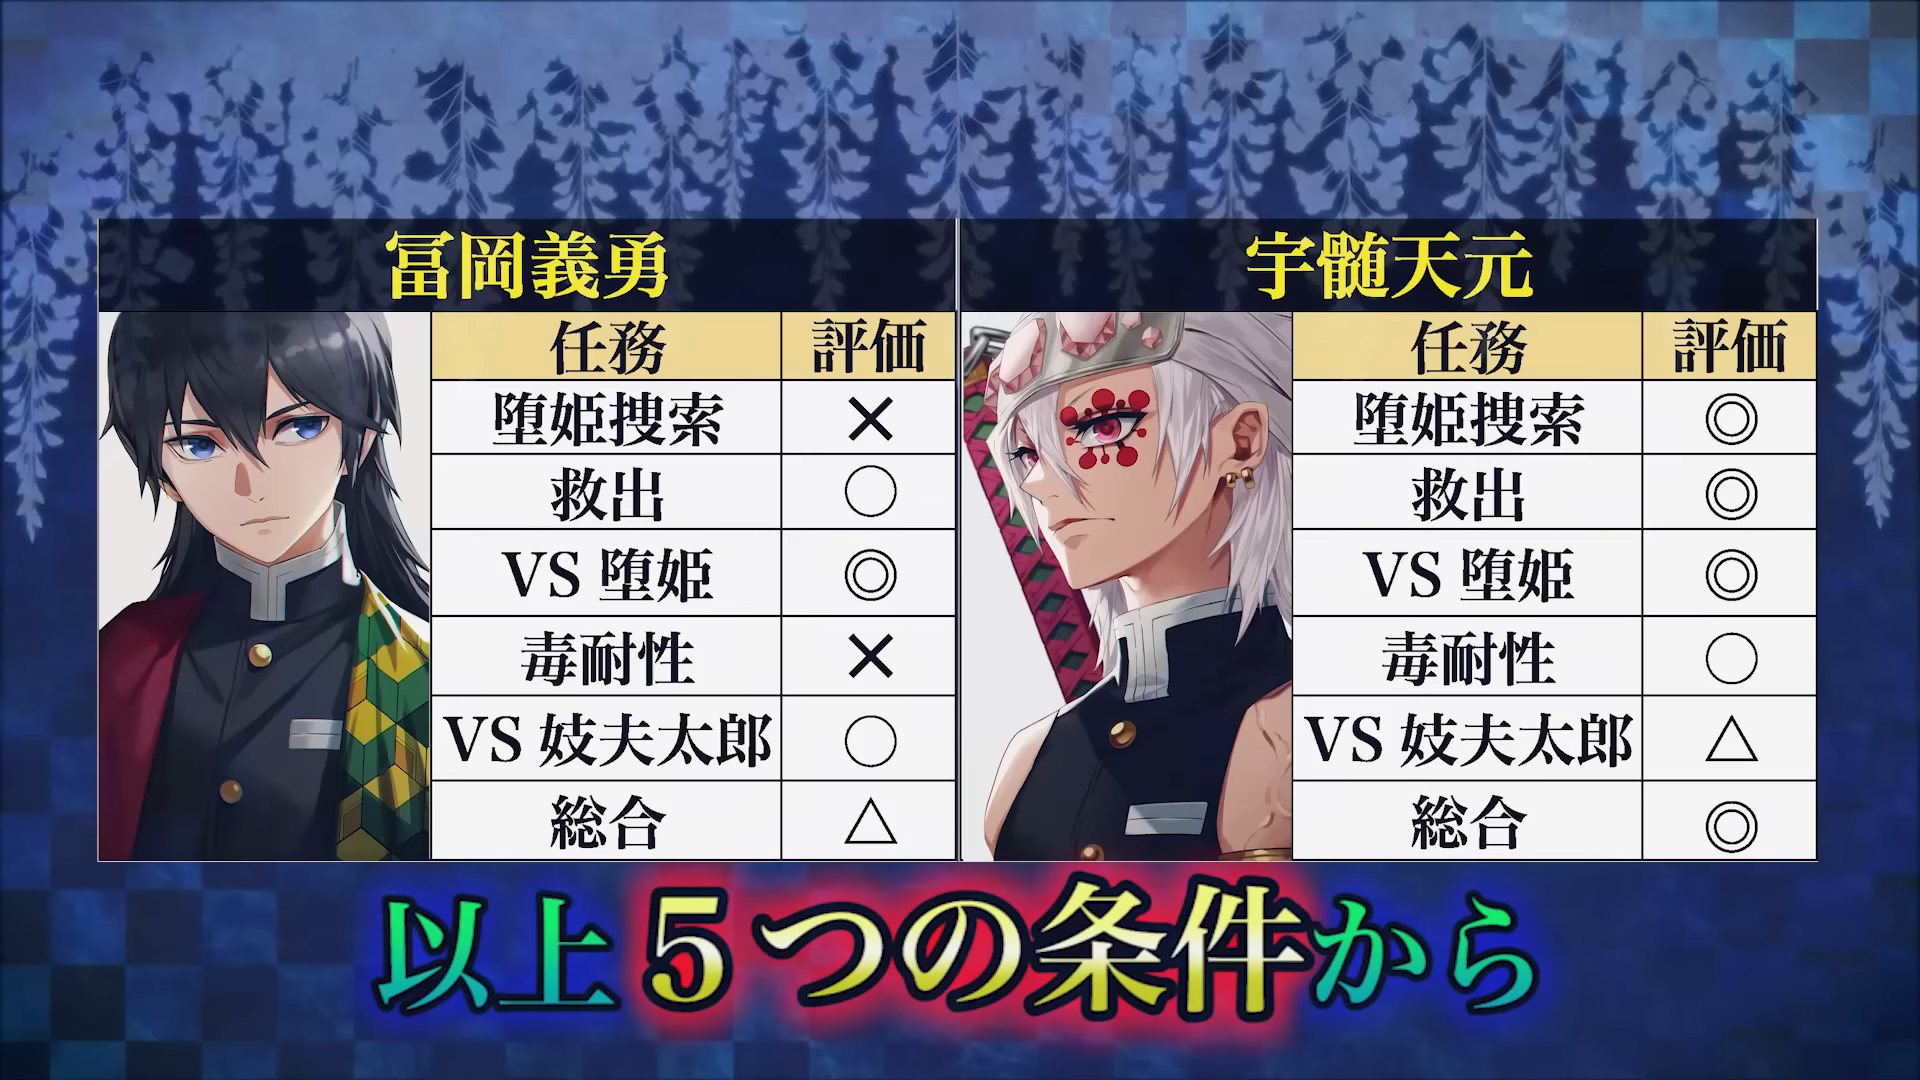 冨岡義勇
任務 評価
堕姫捜索 ×
救出 ○
VS 堕姫 ◎
毒耐性 ×
VS 妓夫太郎 ○
総合 △
宇髄天元
任務 評価
堕姫捜索 ◎
救出 ◎
VS 堕姫 ◎
毒耐性 ○
VS 妓夫太郎 △
総合 ◎
以上5つの条件から